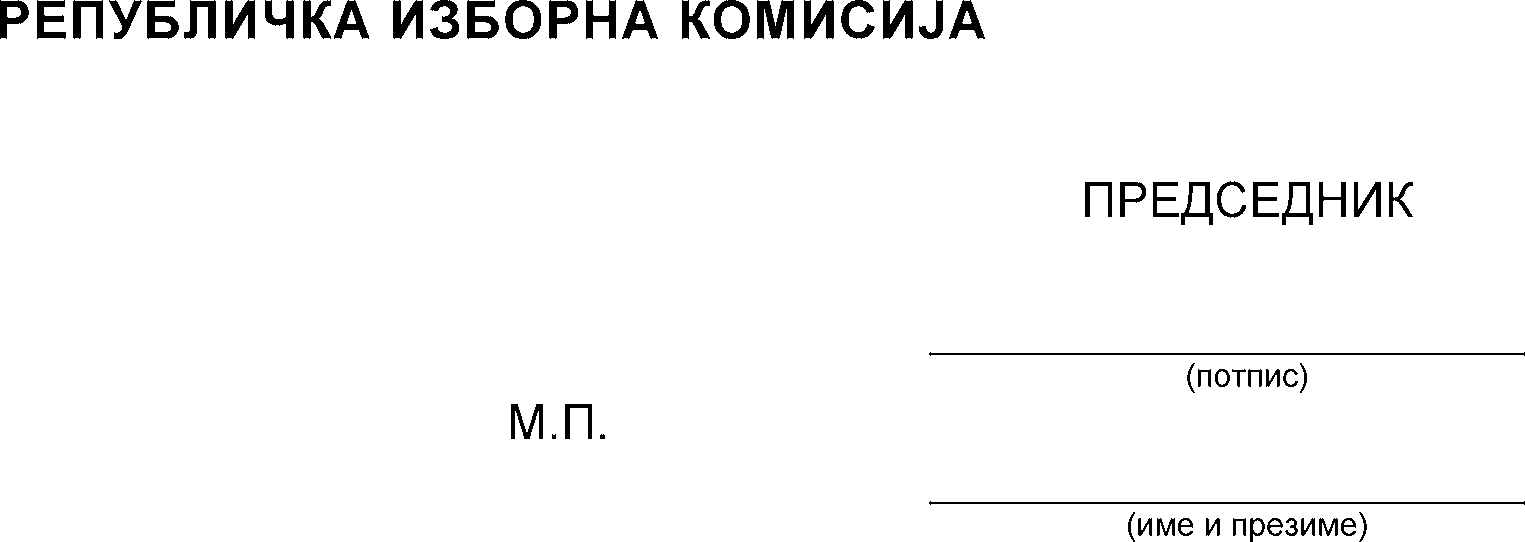 РЕПУБЛИЧКА ИЗБОРНА КОМИСИЈА
ПРЕДСЕДНИК
(потпис)
М.П.
(име и презиме)